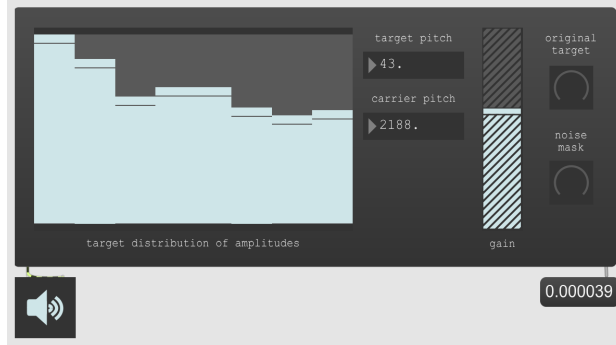 target pitch
43.
carrier pitch
2188.
original
target
noise
mask
target distribution of amplitudes
gain
0.000039